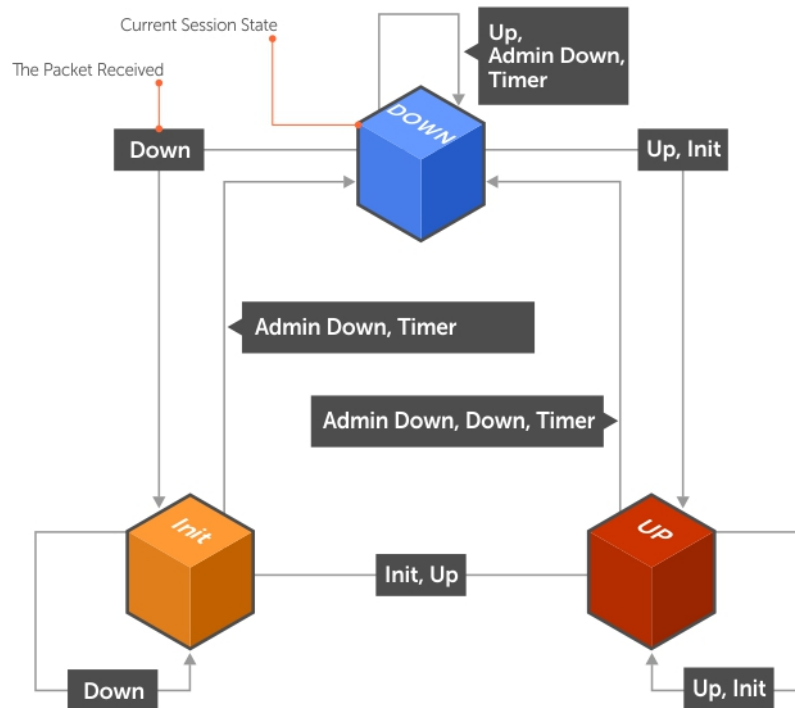 Current Session State
The Packet Received
Up,
Admin Down,
Timer
DOWN
Down
Up, Init
Admin Down, Timer
Admin Down, Down, Timer
Init
UP
Init, Up
Down
Up, Init